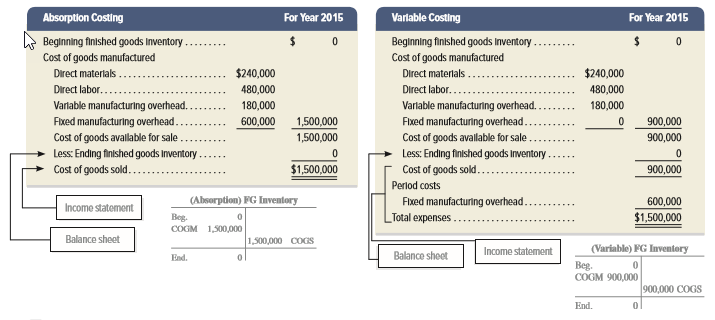 Absorption Costing For Year 2015
Beginning finished goods inventory ......... $ 0
Cost of goods manufactured
Direct materials .................... $240,000
Direct labor......................... 480,000
Variable manufacturing overhead........ 180,000
Fixed manufacturing overhead........... 600,000 1,500,000
Cost of goods available for sale .......... 1,500,000
Less: Ending finished goods inventory ...... 0
Cost of goods sold.................... $1,500,000
Income statement
Balance sheet
(Absorption) FG Inventory
Beg. 0
COGM 1,500,000
1,500,000 COGS
End. 0
Variable Costing For Year 2015
Beginning finished goods inventory ......... $ 0
Cost of goods manufactured
Direct materials .................... $240,000
Direct labor......................... 480,000
Variable manufacturing overhead........ 180,000
Fixed manufacturing overhead........... 0 900,000
Cost of goods available for sale .......... 900,000
Less: Ending finished goods inventory ...... 0
Cost of goods sold.................... 900,000
Period costs
Fixed manufacturing overhead........... 600,000
Total expenses ........................ $1,500,000
Balance sheet
Income statement
(Variable) FG Inventory
Beg. 0
COGM 900,000
900,000 COGS
End. 0